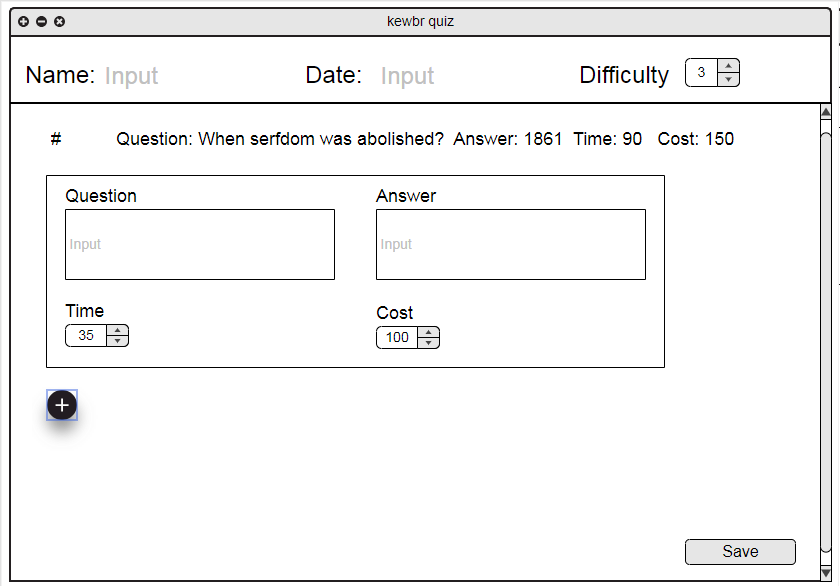 kewbr quiz
Name: Input Date: Input Difficulty 3
# Question: When serfdom was abolished? Answer: 1861 Time: 90 Cost: 150
Question Answer
Input Input
Time Cost
35 100
+
Save